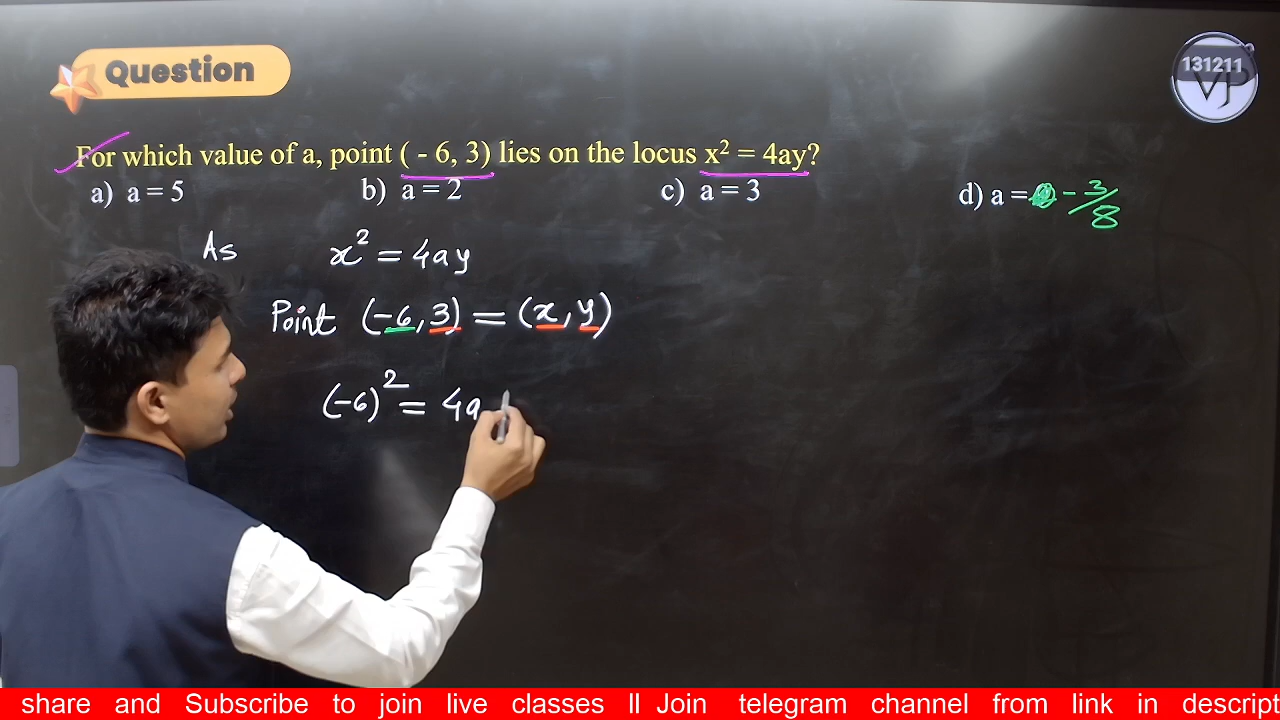 Question
131211
VP
For which value of a, point ( - 6, 3) lies on the locus x² = 4ay?
a) a = 5 b) a = 2 c) a = 3 d) a = - 3/8
As x² = 4ay
Point (-6, 3) = (x, y)
(-6)² = 4a
share and Subscribe to join live classes ll Join telegram channel from link in descript